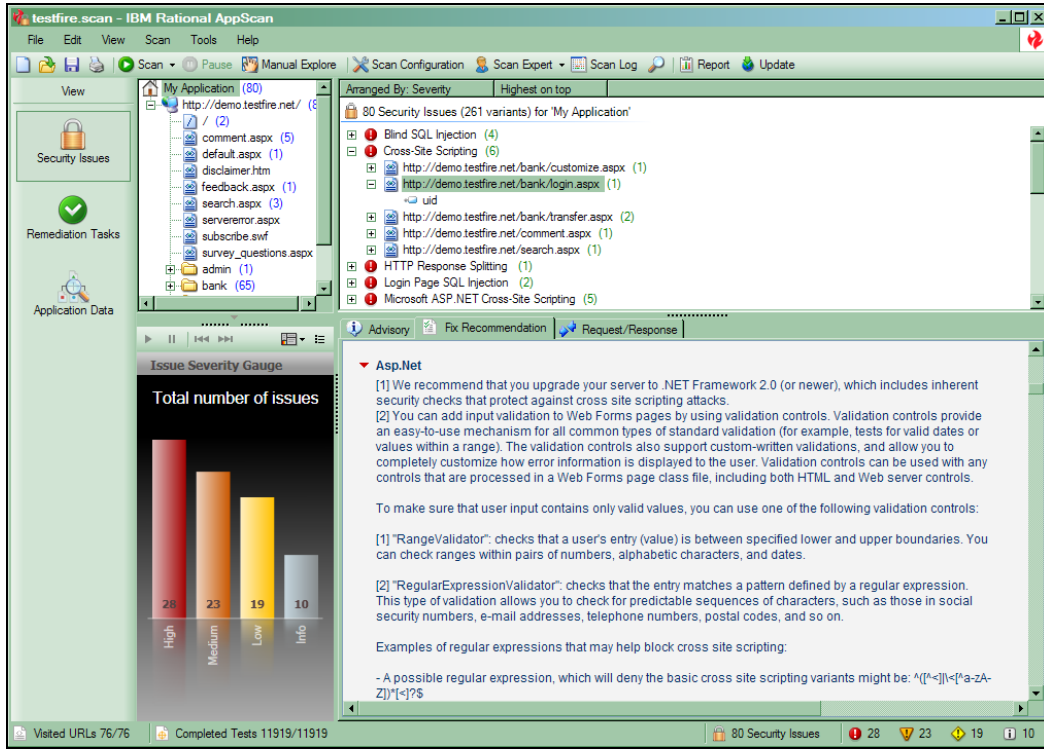 testfire.scan - IBM Rational AppScan
File Edit View Scan Tools Help
Scan Pause Manual Explore Scan Configuration Scan Expert Scan Log Report Update
View
Security Issues
Remediation Tasks
Application Data
My Application (80)
http://demo.testfire.net/ (8
/ (2)
comment.aspx (5)
default.aspx (1)
disclaimer.htm
feedback.aspx (1)
search.aspx (3)
servererror.aspx
subscribe.swf
survey_questions.aspx
admin (1)
bank (65)
Arranged By: Severity Highest on top
80 Security Issues (261 variants) for 'My Application'
Blind SQL Injection (4)
Cross-Site Scripting (6)
http://demo.testfire.net/bank/customize.aspx (1)
http://demo.testfire.net/bank/login.aspx (1)
uid
http://demo.testfire.net/bank/transfer.aspx (2)
http://demo.testfire.net/comment.aspx (1)
http://demo.testfire.net/search.aspx (1)
HTTP Response Splitting (1)
Login Page SQL Injection (2)
Microsoft ASP.NET Cross-Site Scripting (5)
Issue Severity Gauge
Total number of issues
28 23 19 10
High Medium Low Info
Advisory Fix Recommendation Request/Response
Asp.Net
[1] We recommend that you upgrade your server to .NET Framework 2.0 (or newer), which includes inherent
security checks that protect against cross site scripting attacks.
[2] You can add input validation to Web Forms pages by using validation controls. Validation controls provide
an easy-to-use mechanism for all common types of standard validation (for example, tests for valid dates or
values within a range). The validation controls also support custom-written validations, and allow you to
completely customize how error information is displayed to the user. Validation controls can be used with any
controls that are processed in a Web Forms page class file, including both HTML and Web server controls.
To make sure that user input contains only valid values, you can use one of the following validation controls:
[1] "RangeValidator": checks that a user's entry (value) is between specified lower and upper boundaries. You
can check ranges within pairs of numbers, alphabetic characters, and dates.
[2] "RegularExpressionValidator": checks that the entry matches a pattern defined by a regular expression.
This type of validation allows you to check for predictable sequences of characters, such as those in social
security numbers, e-mail addresses, telephone numbers, postal codes, and so on.
Examples of regular expressions that may help block cross site scripting:
- A possible regular expression, which will deny the basic cross site scripting variants might be: ^([^<]|\<[^a-zA-
Z])*[<]?$
Visited URLs 76/76 Completed Tests 11919/11919 80 Security Issues 28 23 19 10